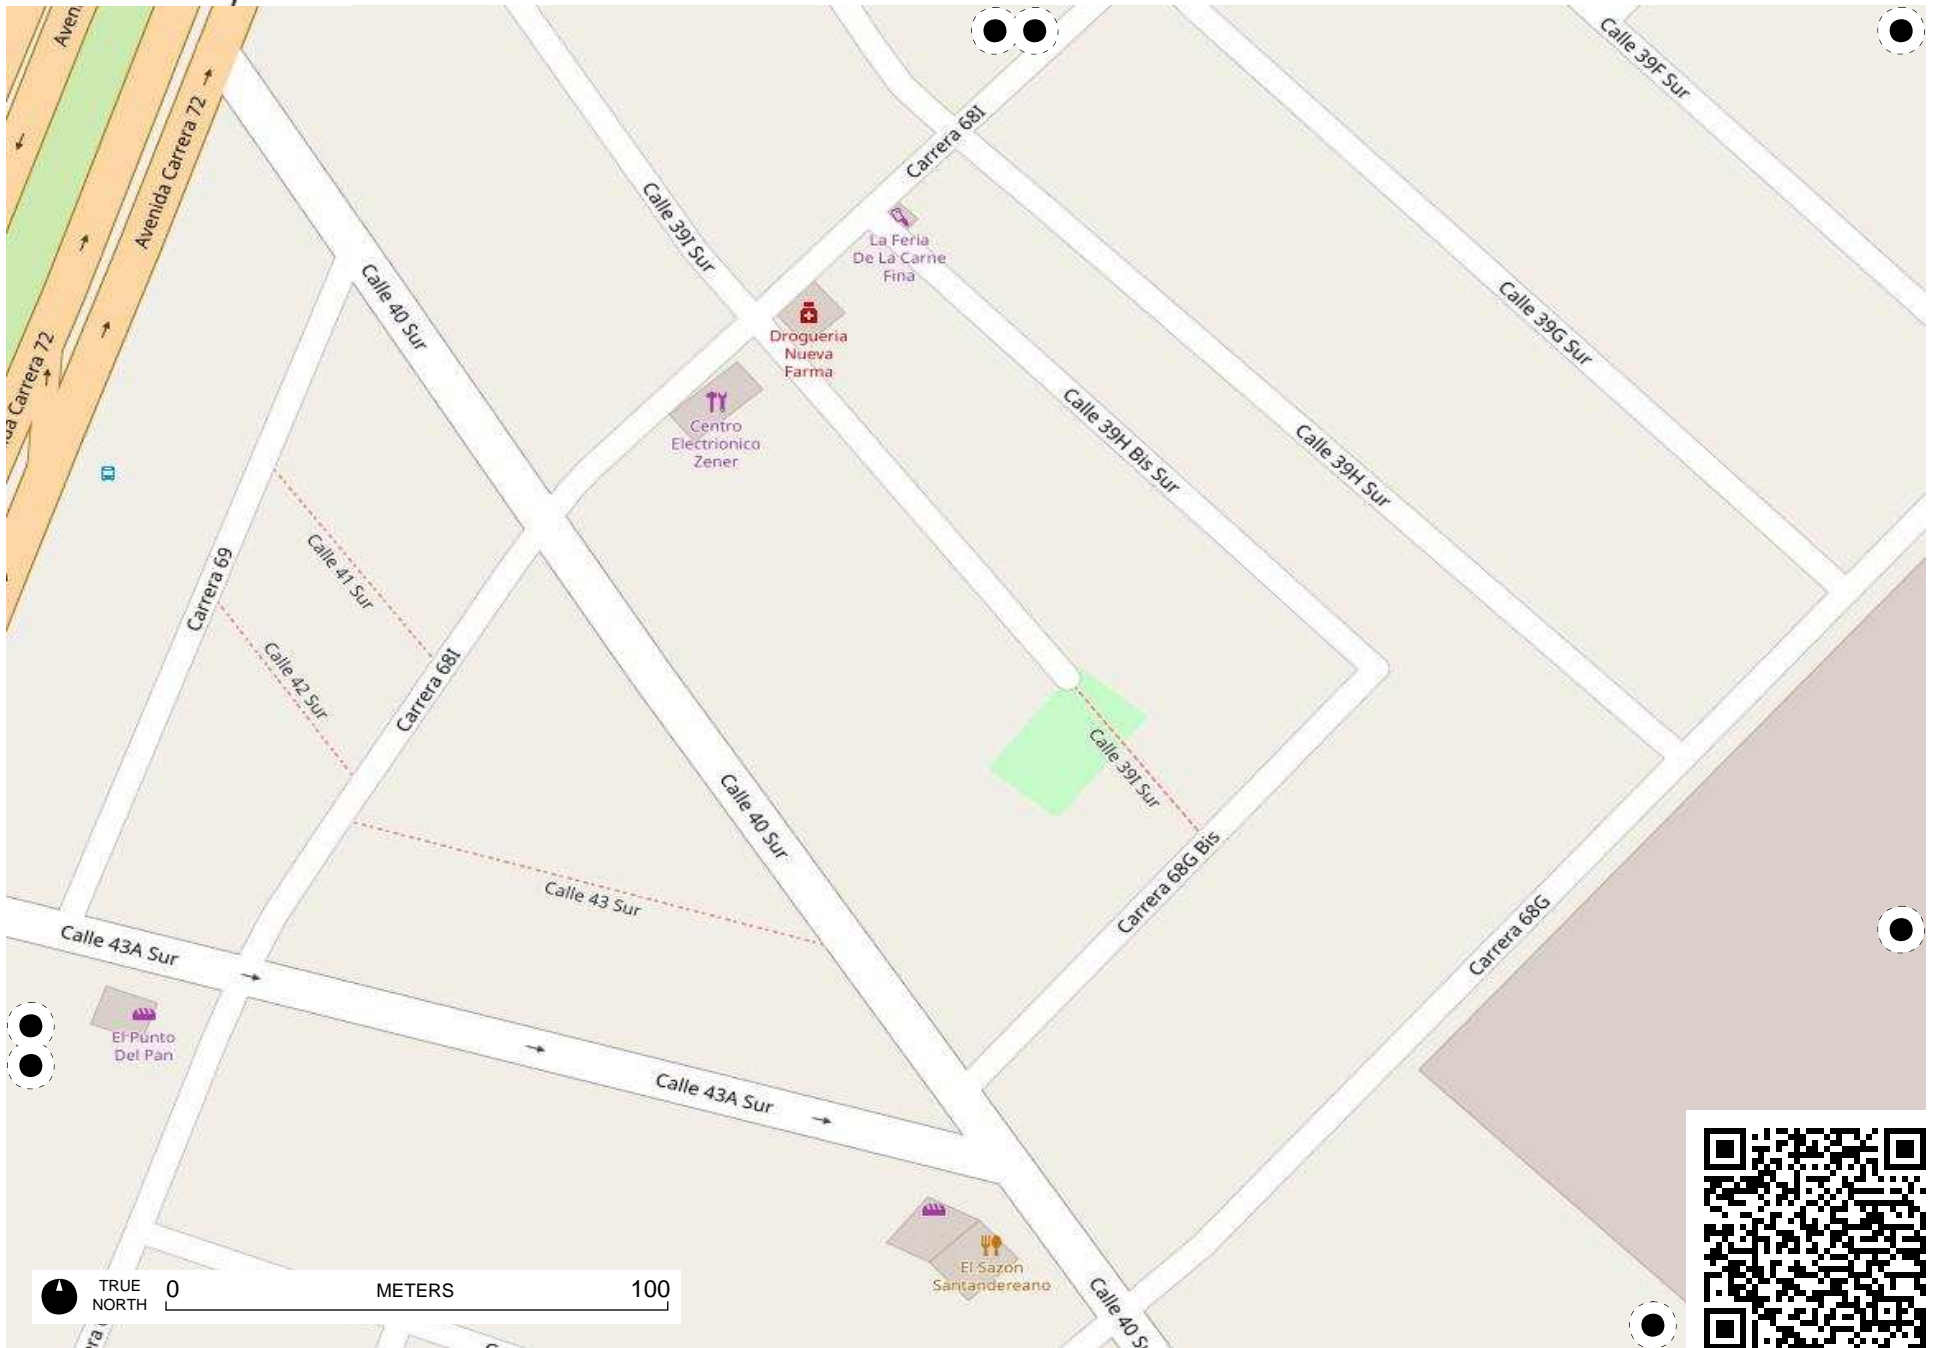 Avenida Carrera 72
Calle 39F Sur
Carrera 68I
Calle 39I Sur
La Feria
De La Carne
Fina
Calle 40 Sur
Calle 39G Sur
Drogueria
Nueva
Farma
Centro
Electrionico
Zener
Calle 39H Bis Sur
Calle 39H Sur
Carrera 72
Carrera 69
Calle 41 Sur
Calle 42 Sur
Carrera 68I
Calle 39I Sur
Calle 40 Sur
Carrera 68G Bis
Calle 43 Sur
Carrera 68G
Calle 43A Sur
El Punto
Del Pan
Calle 43A Sur
El Sazón
Santandereano
Calle 40 S
TRUE
NORTH
0 METERS 100